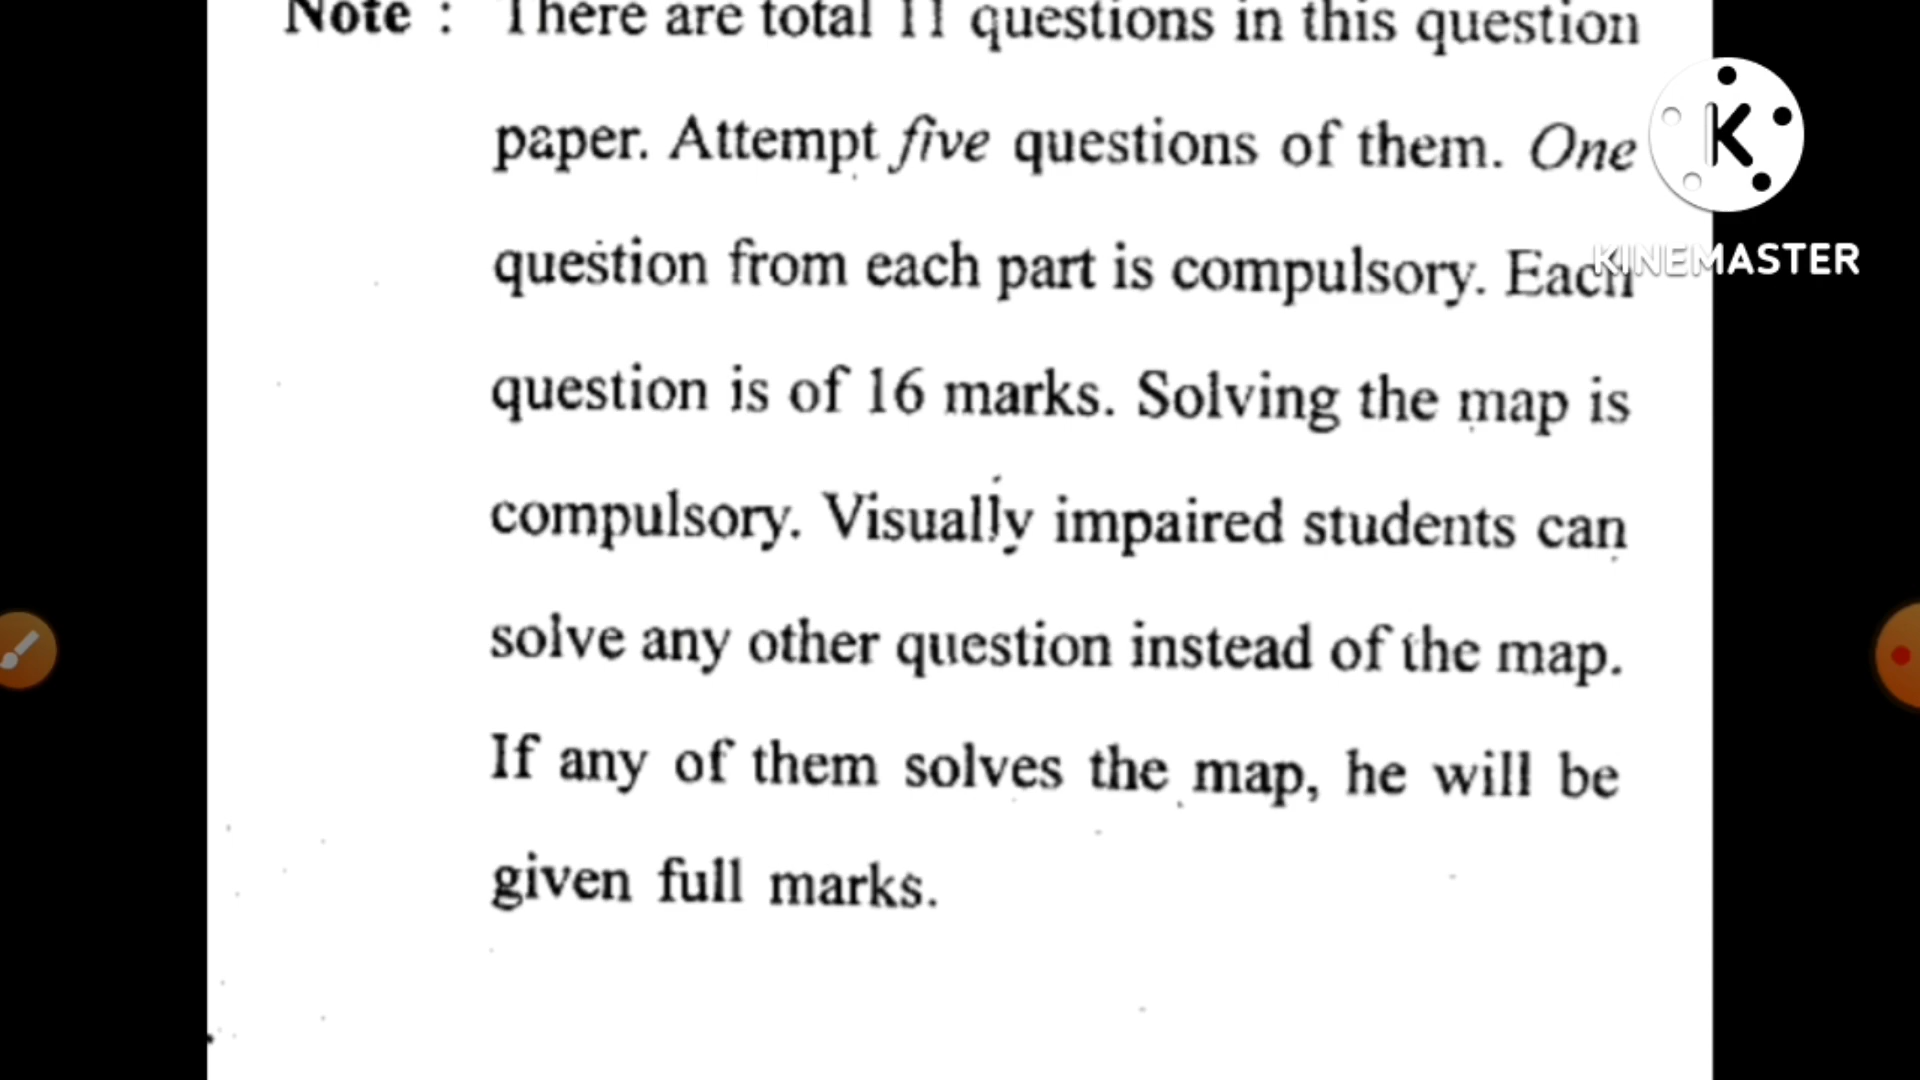 Note : There are total 11 questions in this question
paper. Attempt five questions of them. One
question from each part is compulsory. Each
question is of 16 marks. Solving the map is
compulsory. Visually impaired students can
solve any other question instead of the map.
If any of them solves the map, he will be
given full marks.
K
KINEMASTER